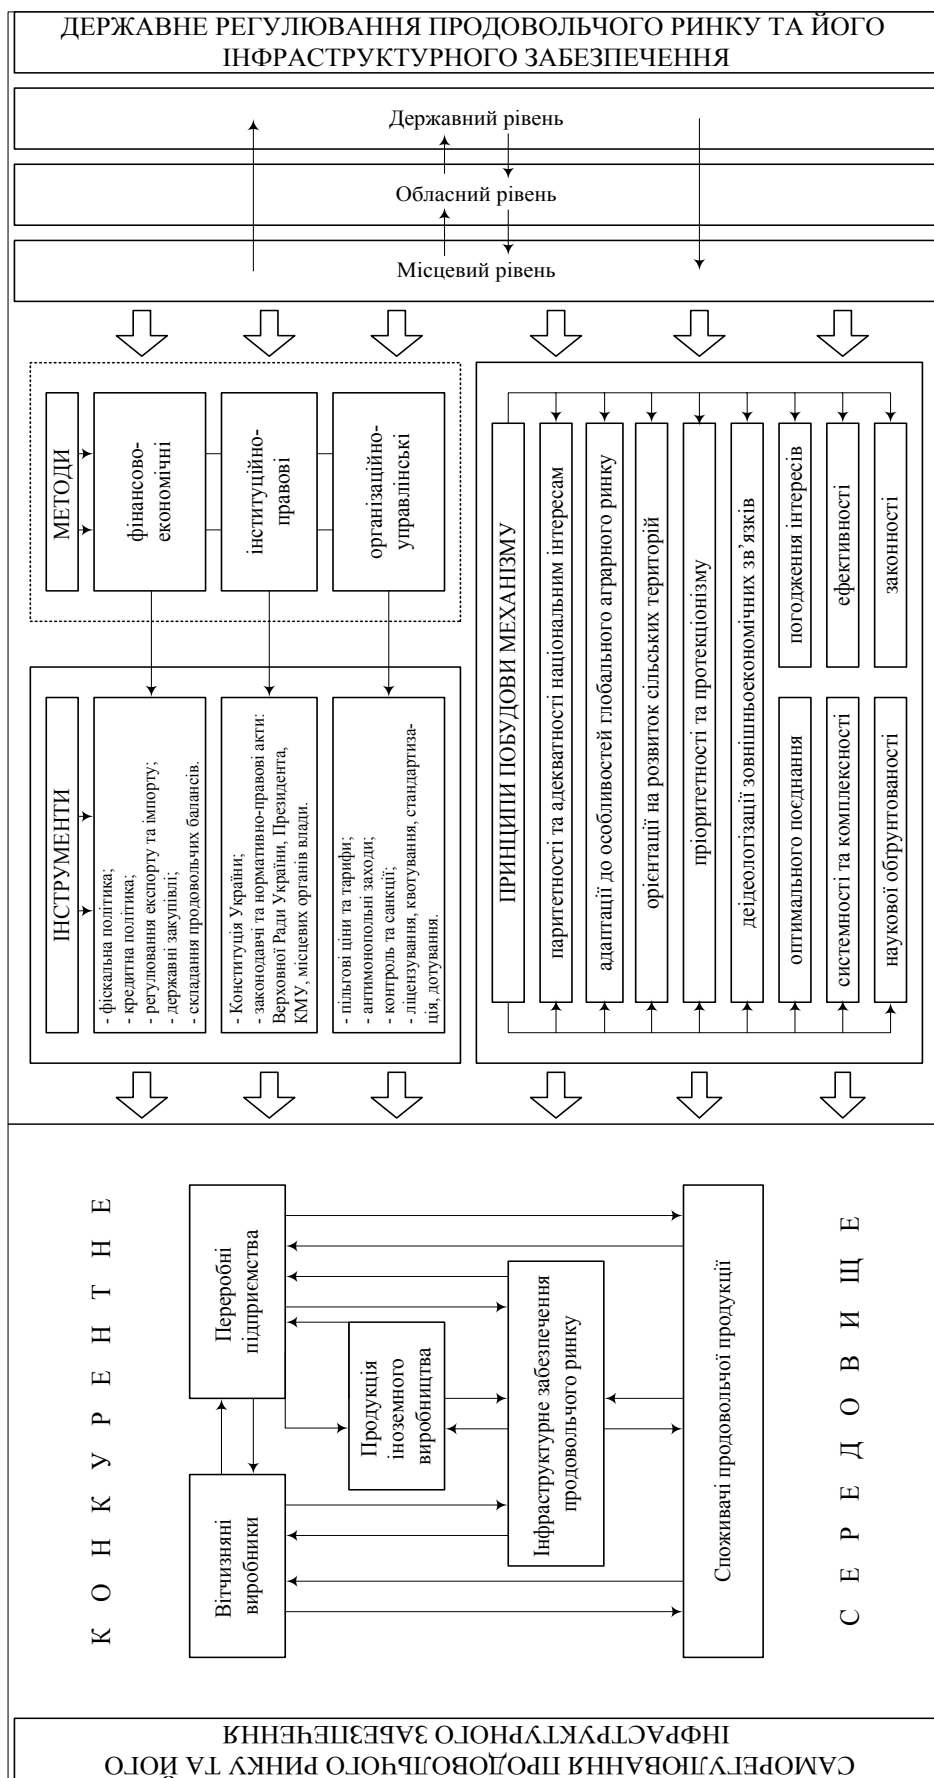 ДЕРЖАВНЕ РЕГУЛЮВАННЯ ПРОДОВОЛЬЧОГО РИНКУ ТА ЙОГО
ІНФРАСТРУКТУРНОГО ЗАБЕЗПЕЧЕННЯ
Державний рівень
Обласний рівень
Місцевий рівень
МЕТОДИ
фінансово-
економічні
інституційно-
правові
організаційно-
управлінські
ІНСТРУМЕНТИ
- фіскальна політика;
- кредитна політика;
- регулювання експорту та імпорту;
- державні закупівлі;
- складання продовольчих балансів.
- Конституція України;
- законодавчі та нормативно-правові акти:
Верховної Ради України, Президента,
КМУ, місцевих органів влади.
- пільгові ціни та тарифи;
- антимонопольні заходи;
- контроль та санкції;
- ліцензування, квотування, стандартиза-
ція, дотування.
ПРИНЦИПИ ПОБУДОВИ МЕХАНІЗМУ
паритетності та адекватності національним інтересам
адаптації до особливостей глобального аграрного ринку
орієнтації на розвиток сільських територій
пріоритетності та протекціонізму
деідеологізації зовнішньоекономічних зв’язків
оптимального поєднання
погодження інтересів
системності та комплексності
ефективності
наукової обґрунтованості
законності
КОНКУРЕНТНЕ
Вітчизняні
виробники
Переробні
підприємства
Продукція
іноземного
виробництва
Інфраструктурне забезпечення
продовольчого ринку
Споживачі продовольчої продукції
СЕРЕДОВИЩЕ
САМОРЕГУЛЮВАННЯ ПРОДОВОЛЬЧОГО РИНКУ ТА ЙОГО
ІНФРАСТРУКТУРНОГО ЗАБЕЗПЕЧЕННЯ